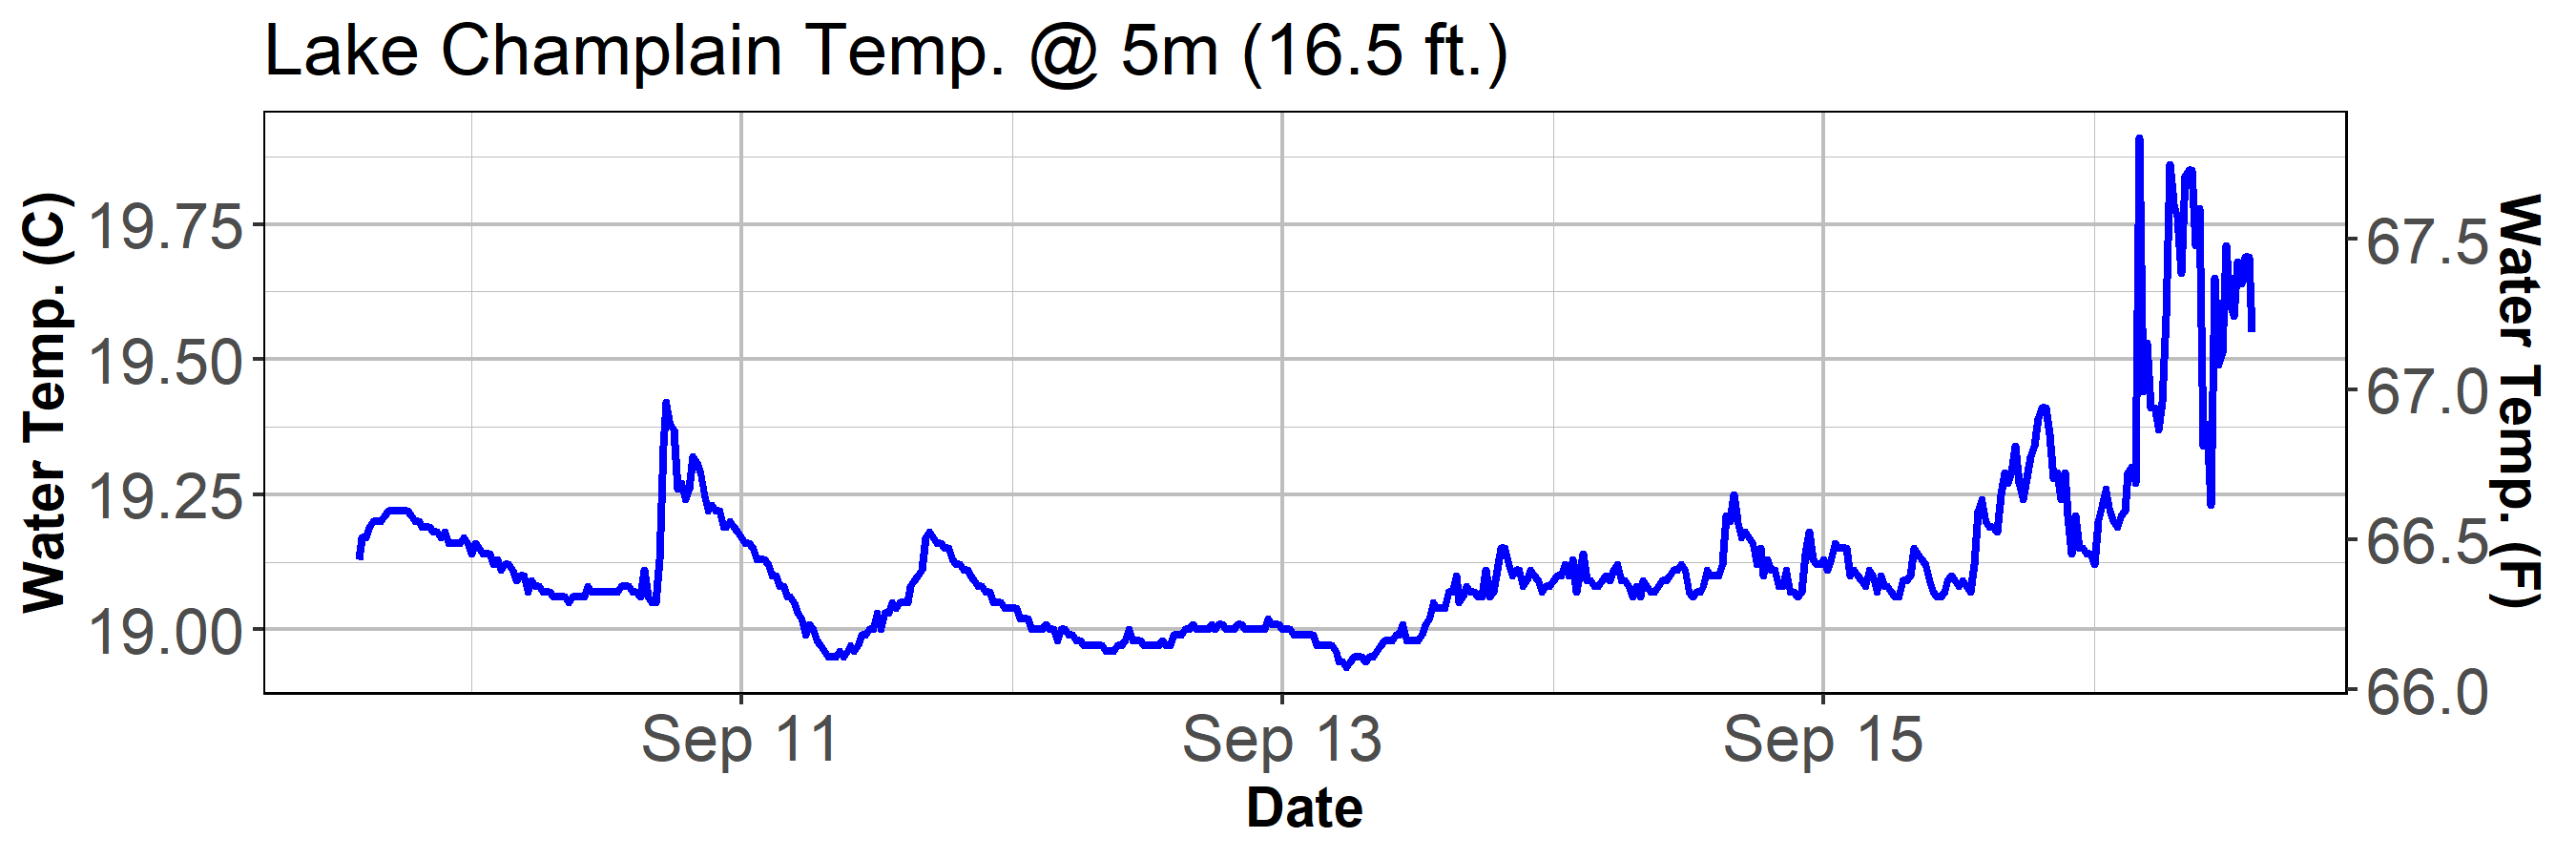 Lake Champlain Temp. @ 5m (16.5 ft.)
Water Temp. (C)
19.75
19.50
19.25
19.00
67.5
67.0
66.5
66.0
Water Temp. (F)
Sep 11
Sep 13
Sep 15
Date